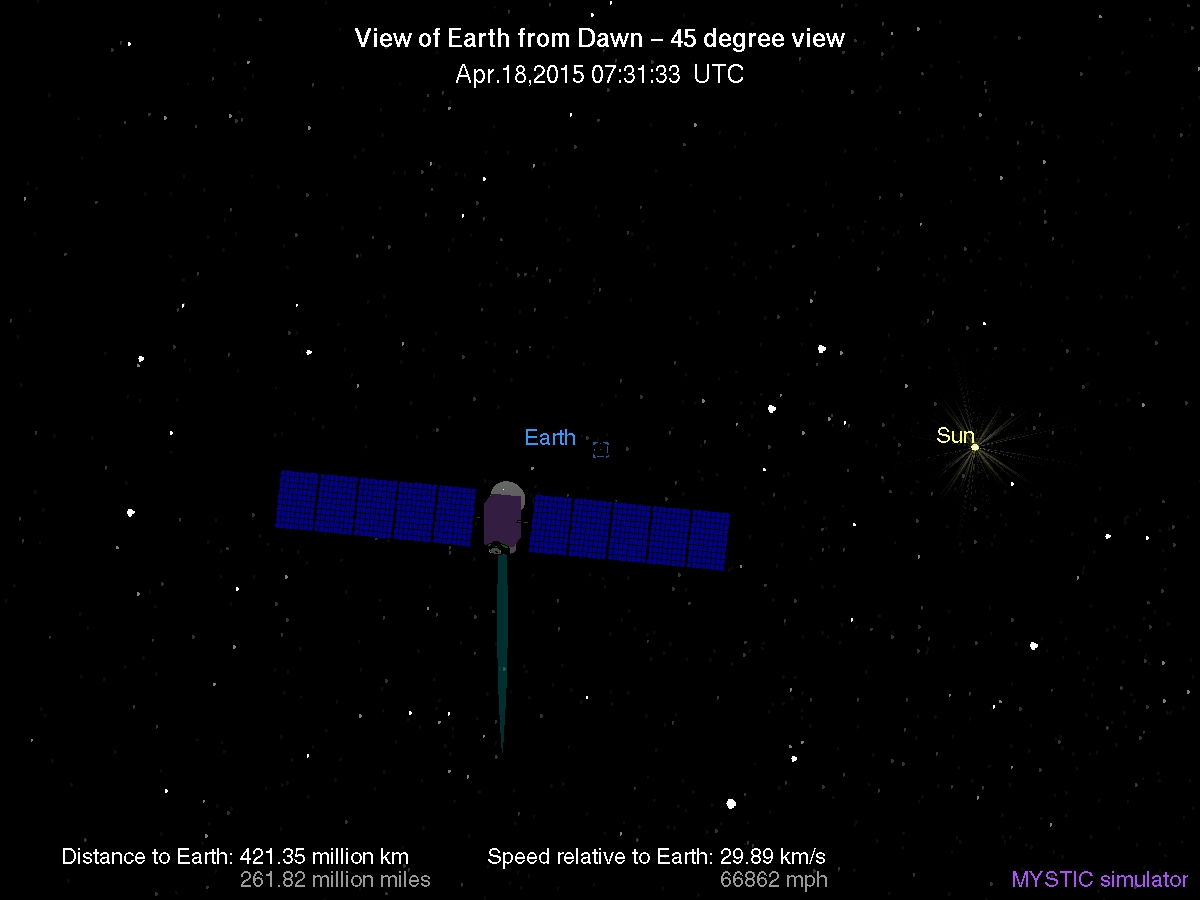 View of Earth from Dawn – 45 degree view
Apr.18,2015 07:31:33 UTC
Earth
Sun
Distance to Earth: 421.35 million km
261.82 million miles
Speed relative to Earth: 29.89 km/s
66862 mph
MYSTIC simulator